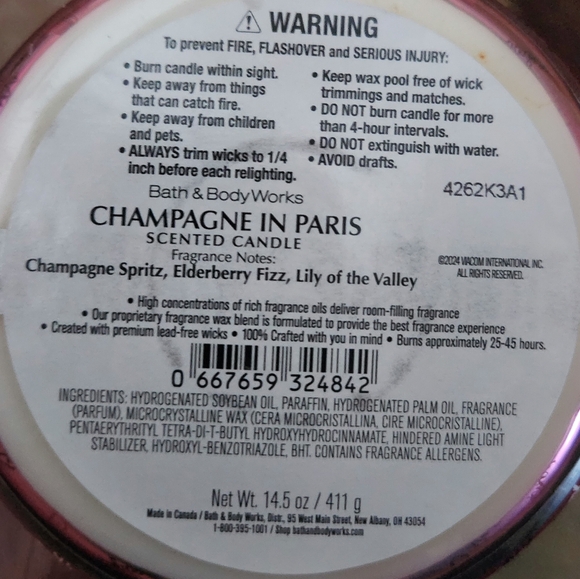 ⚠ WARNING
To prevent FIRE, FLASHOVER and SERIOUS INJURY:
• Burn candle within sight.
• Keep away from things
that can catch fire.
• Keep away from children
and pets.
• ALWAYS trim wicks to 1/4
inch before each relighting.
• Keep wax pool free of wick
trimmings and matches.
• DO NOT burn candle for more
than 4-hour intervals.
• DO NOT extinguish with water.
• AVOID drafts.
4262K3A1
Bath & Body Works
CHAMPAGNE IN PARIS
SCENTED CANDLE
Fragrance Notes:
Champagne Spritz, Elderberry Fizz, Lily of the Valley
©2024 VIACOM INTERNATIONAL INC.
ALL RIGHTS RESERVED.
• High concentrations of rich fragrance oils deliver room-filling fragrance
• Our proprietary fragrance wax blend is formulated to provide the best fragrance experience
• Created with premium lead-free wicks • 100% Crafted with you in mind • Burns approximately 25-45 hours.
0 667659 324842
INGREDIENTS: HYDROGENATED SOYBEAN OIL, PARAFFIN, HYDROGENATED PALM OIL, FRAGRANCE
(PARFUM), MICROCRYSTALLINE WAX (CERA MICROCRISTALLINA, CIRE MICROCRISTALLINE),
PENTAERYTHRITYL TETRA-DI-T-BUTYL HYDROXYHYDROCINNAMATE, HINDERED AMINE LIGHT
STABILIZER, HYDROXYL-BENZOTRIAZOLE, BHT. CONTAINS FRAGRANCE ALLERGENS.
Net Wt. 14.5 oz / 411 g
Made in Canada / Bath & Body Works, Distr., 95 West Main Street, New Albany, OH 43054
1-800-395-1001 / Shop bathandbodyworks.com